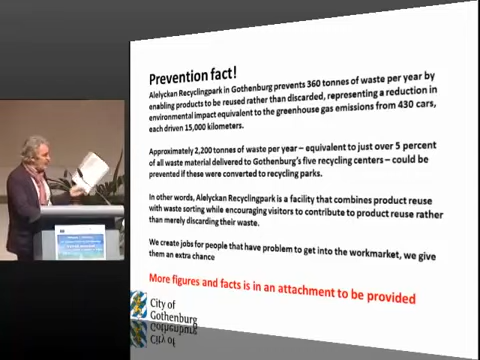 Prevention fact!
Alelyckan Recyclingpark in Gothenburg prevents 360 tonnes of waste per year by
enabling products to be reused rather than discarded, representing a reduction in
environmental impact equivalent to the greenhouse gas emissions from 430 cars,
each driven 15,000 kilometers.
Approximately 2,200 tonnes of waste per year – equivalent to just over 5 percent
of all waste material delivered to Gothenburg's five recycling centers – could be
prevented if these were converted to recycling parks.
In other words, Alelyckan Recyclingpark is a facility that combines product reuse
with waste sorting while encouraging visitors to contribute to product reuse rather
than merely discarding their waste.
We create jobs for people that have problem to get into the workmarket, we give
them an extra chance
More figures and facts is in an attachment to be provided
City of
Gothenburg